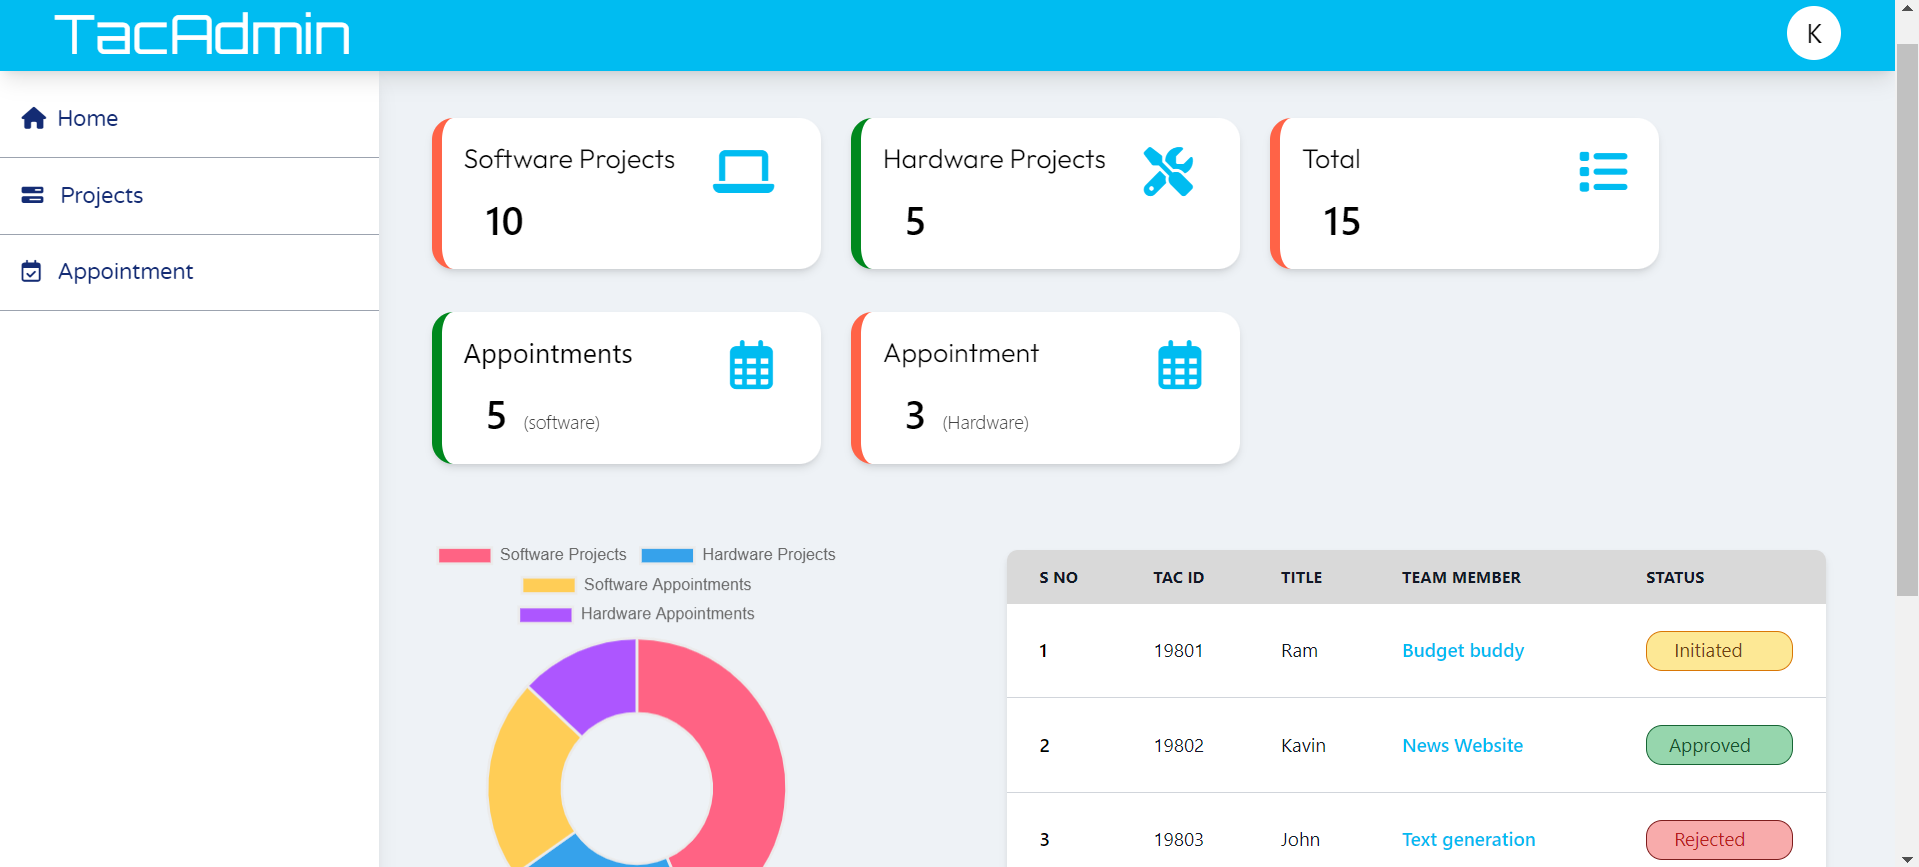 TacAdmin
K
Home
Projects
Appointment
Software Projects
10
Hardware Projects
5
Total
15
Appointments
5 (software)
Appointment
3 (Hardware)
Software Projects Hardware Projects
Software Appointments
Hardware Appointments
S NO TAC ID TITLE TEAM MEMBER STATUS
1 19801 Ram Budget buddy Initiated
2 19802 Kavin News Website Approved
3 19803 John Text generation Rejected